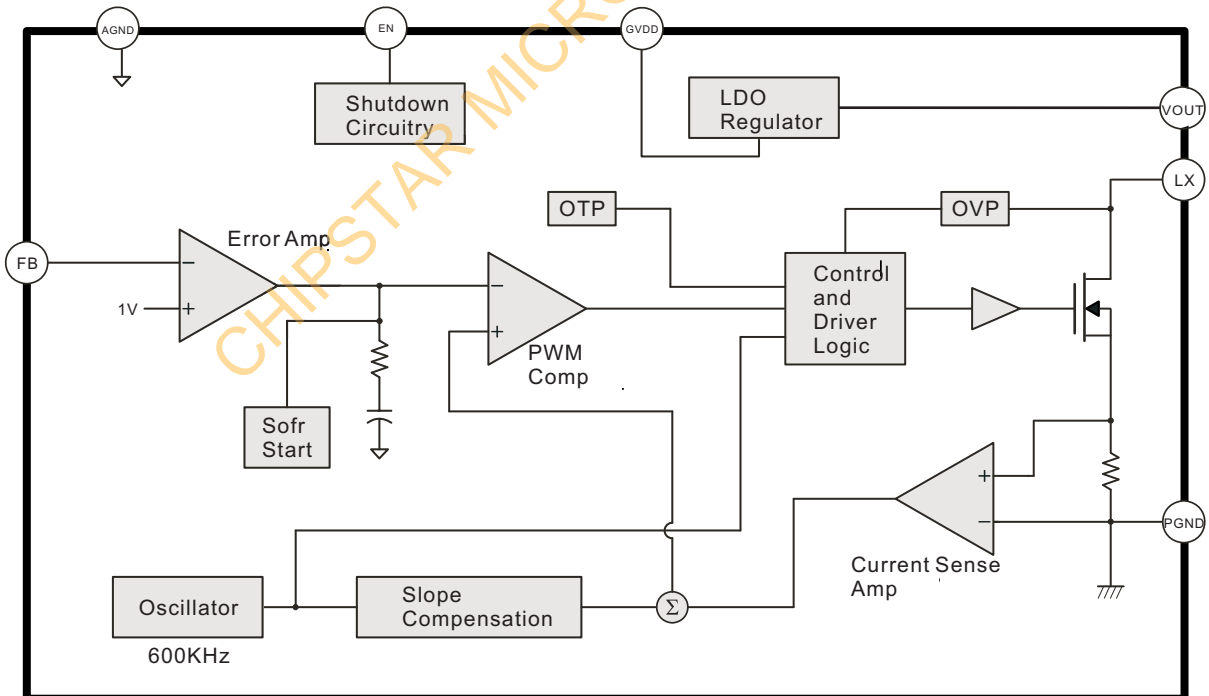 AGND
EN
GVDD
CHIPSTAR MICRO
Shutdown
Circuitry
LDO
Regulator
VOUT
LX
OTP
OVP
Error Amp
FB
−
+
1V
−
+
PWM
Comp
Control
and
Driver
Logic
Sofr
Start
+
−
PGND
Current Sense
Amp
Oscillator
Slope
Compensation
Σ
600KHz